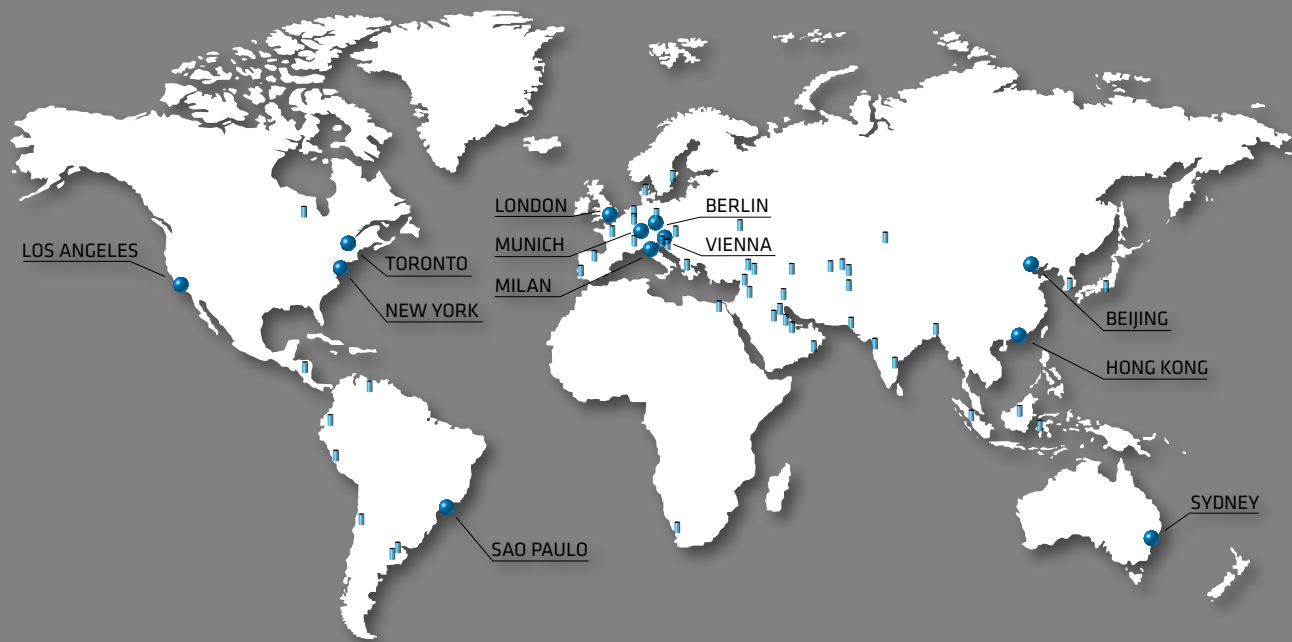 LONDON
BERLIN
MUNICH
VIENNA
LOS ANGELES
TORONTO
MILAN
NEW YORK
BEIJING
HONG KONG
SYDNEY
SAO PAULO